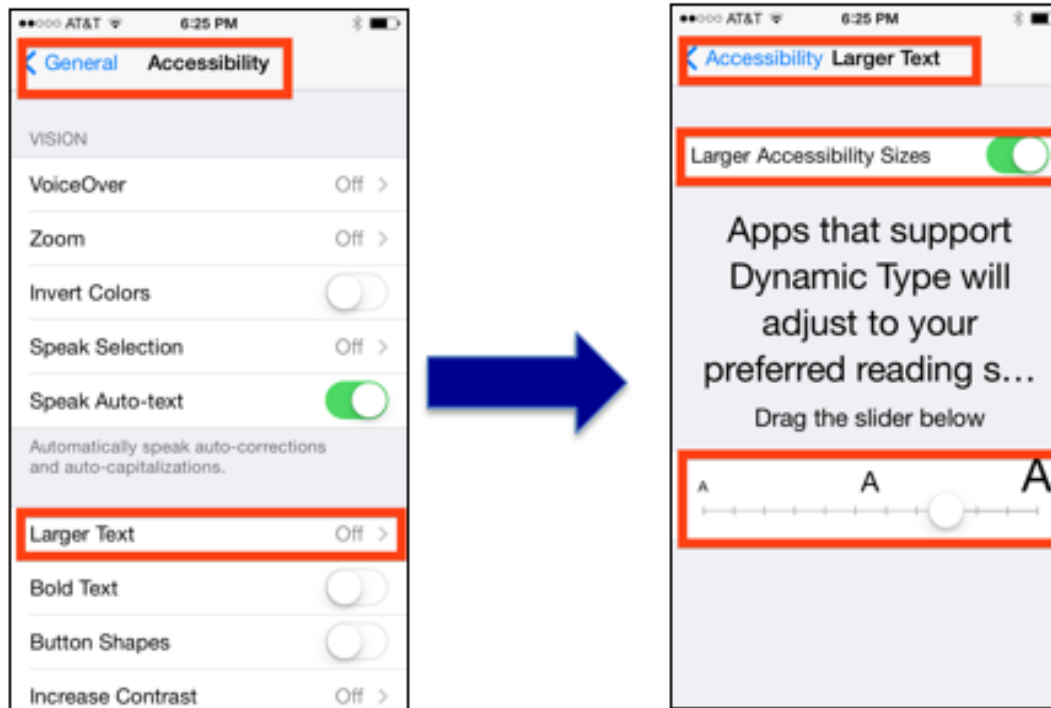 AT&T 6:25 PM
General Accessibility
VISION
VoiceOver Off
Zoom Off
Invert Colors
Speak Selection Off
Speak Auto-text
Automatically speak auto-corrections
and auto-capitalizations.
Larger Text Off
Bold Text
Button Shapes
Increase Contrast Off
AT&T 6:25 PM
Accessibility Larger Text
Larger Accessibility Sizes
Apps that support
Dynamic Type will
adjust to your
preferred reading s...
Drag the slider below
A A A